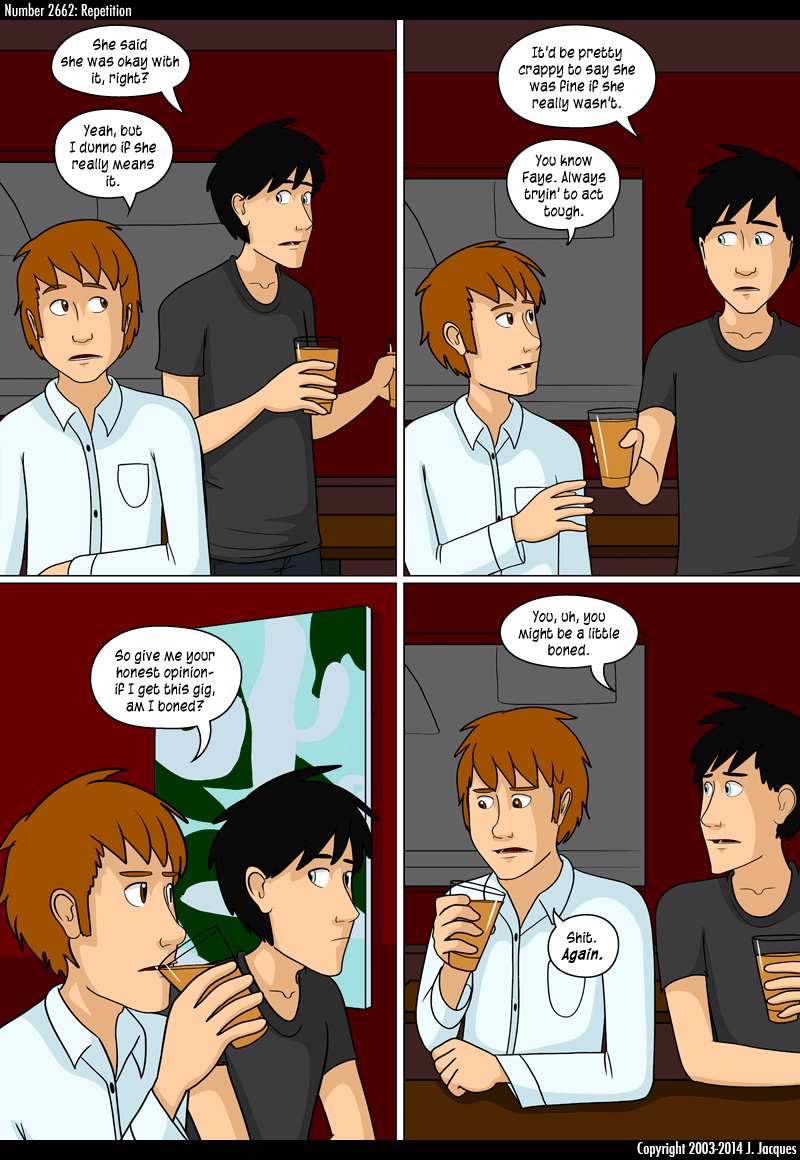 Number 2662: Repetition
She said
she was okay with
it, right?
Yeah, but
I dunno if she
really means
it.
It'd be pretty
crappy to say she
was fine if she
really wasn't.
You know
Faye. Always
tryin' to act
tough.
So give me your
honest opinion-
if I get this gig,
am I boned?
You, uh, you
might be a little
boned.
Shit.
Again.
Copyright 2003-2014 J. Jacques